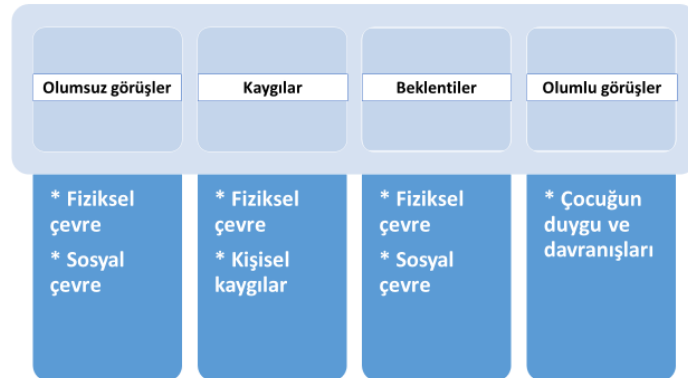 Olumsuz görüşler
Kaygılar
Beklentiler
Olumlu görüşler
* Fiziksel
çevre
* Sosyal
çevre
* Fiziksel
çevre
* Kişisel
kaygılar
* Fiziksel
çevre
* Sosyal
çevre
* Çocuğun
duygu ve
davranışları